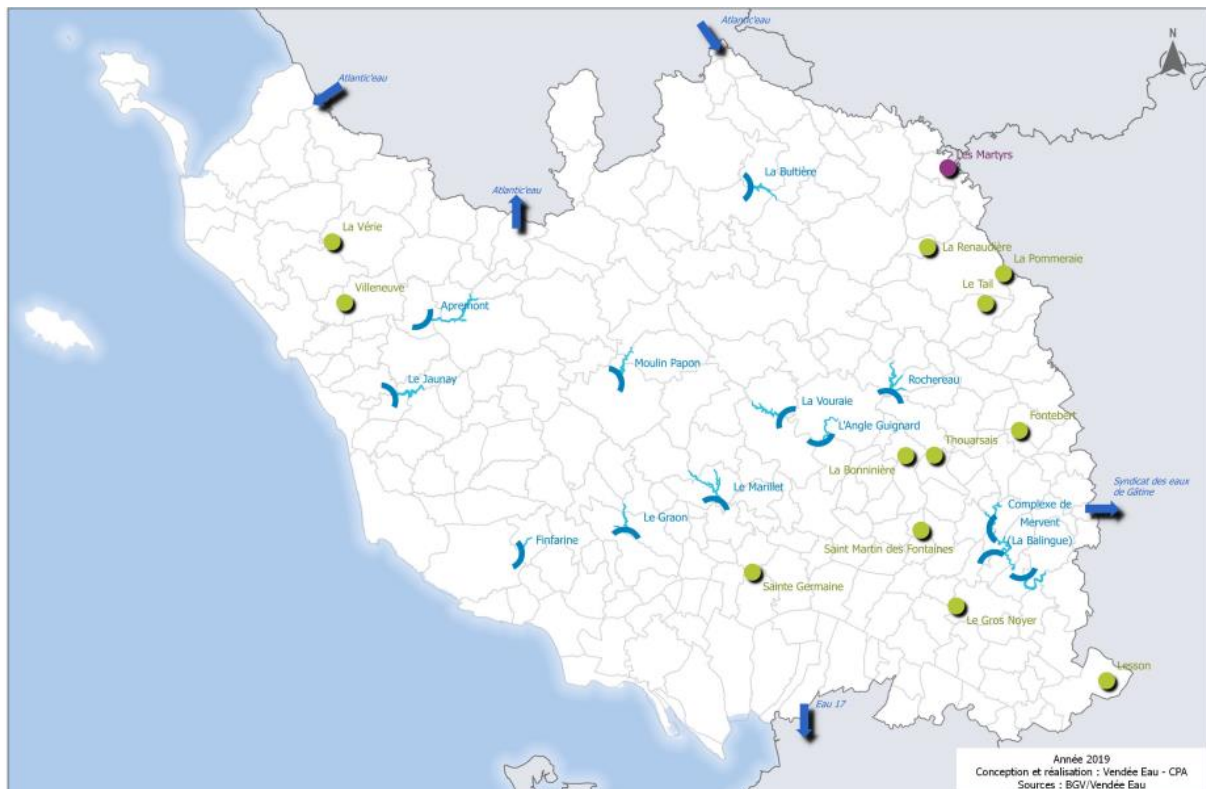 Atlantic'eau
N
Atlantic'eau
Les Martyrs
La Bultière
Atlantic'eau
La Vérie
La Renaudière
La Pommeraie
Le Tail
Villeneuve
Apremont
Moulin Papon
Le Jaunay
Rochereau
La Vouraie
Fontebert
L'Angle Guignard
Thouarsais
La Bonninière
Syndicat des eaux
de Gâtine
Le Marillet
Complexe de
Mervent
(La Balingue)
Le Graon
Finfarine
Saint Martin des Fontaines
Sainte Germaine
Le Gros Noyer
Lesson
Eau 17
Année 2019
Conception et réalisation : Vendée Eau - CPA
Sources : BGV/Vendée Eau